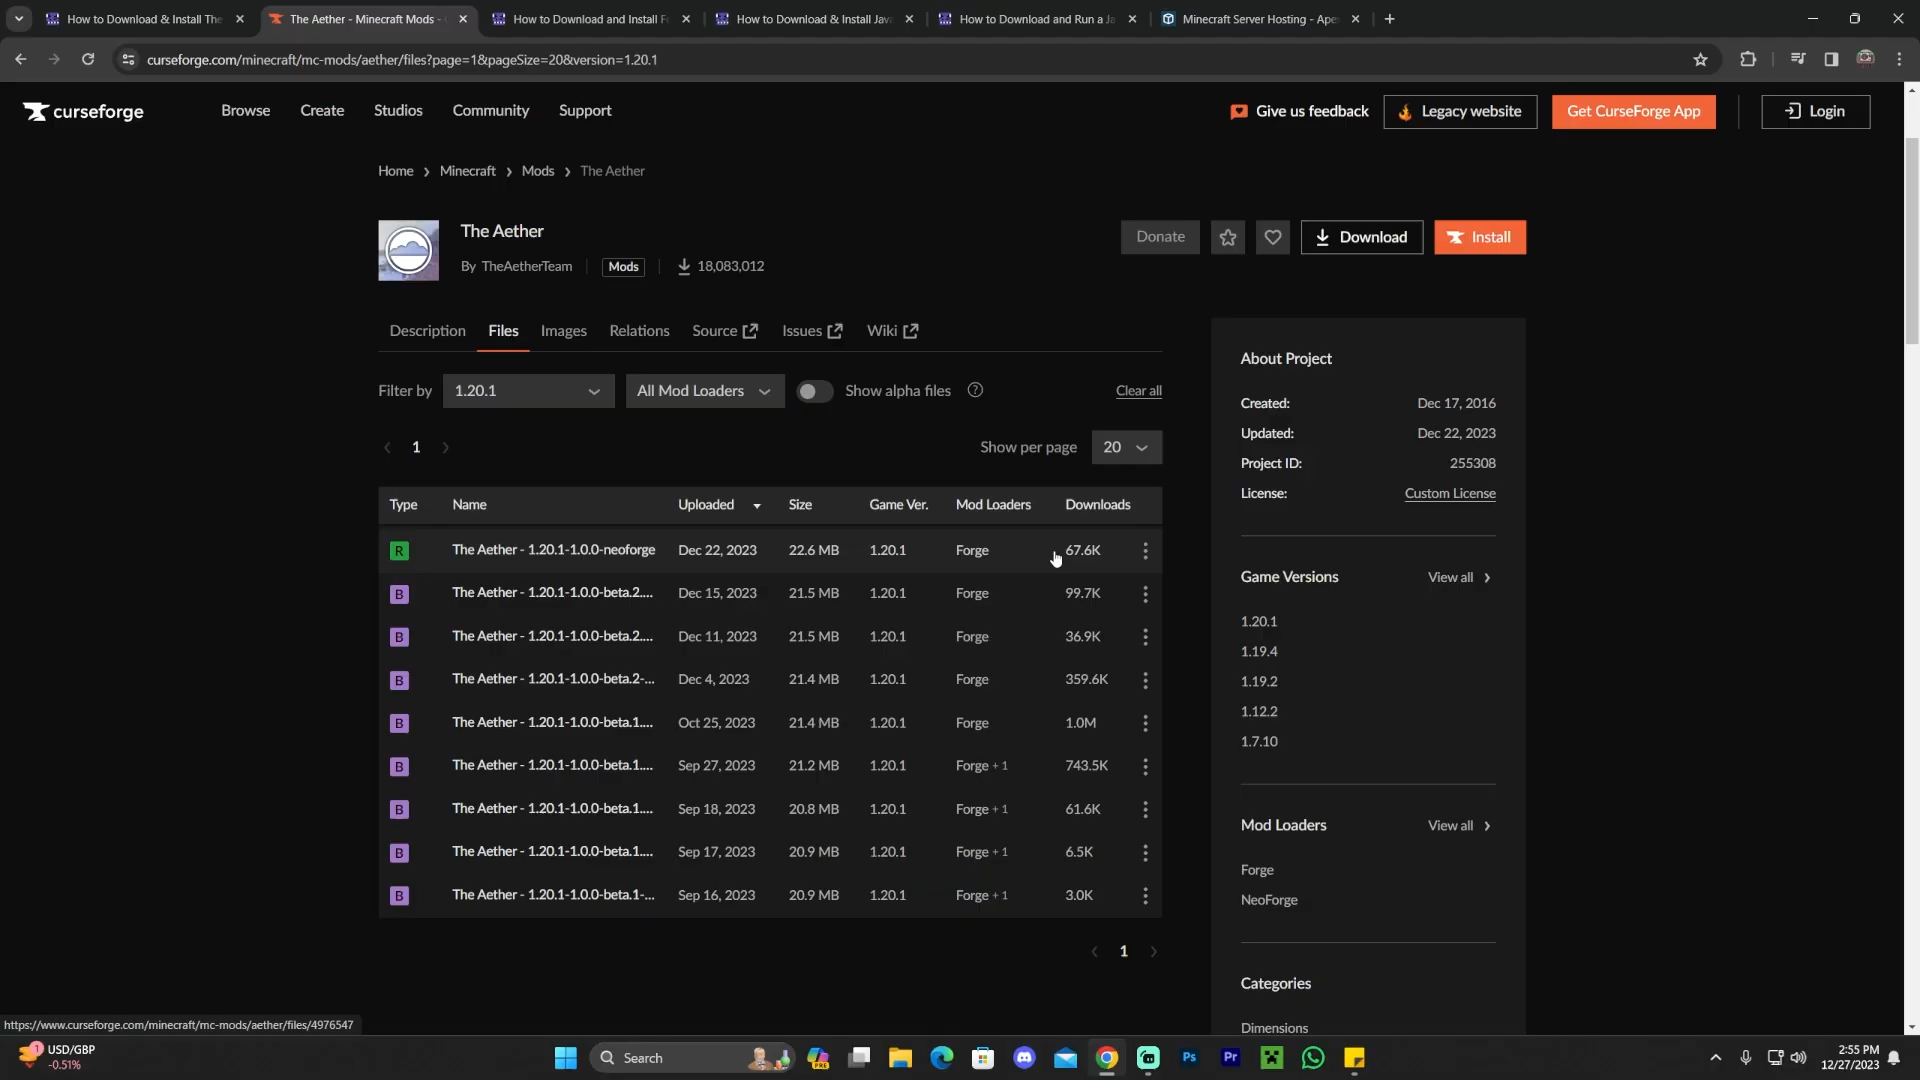 How to Download & Install The
The Aether - Minecraft Mods -
How to Download and Install F
How to Download & Install Java
How to Download and Run a Ja
Minecraft Server Hosting - Ape
curseforge.com/minecraft/mc-mods/aether/files?page=1&pageSize=20&version=1.20.1
curseforge
Browse
Create
Studios
Community
Support
Give us feedback
Legacy website
Get CurseForge App
Login
Home > Minecraft > Mods > The Aether
The Aether
By TheAetherTeam
Mods
18,083,012
Donate
Download
Install
Description
Files
Images
Relations
Source
Issues
Wiki
Filter by
1.20.1
All Mod Loaders
Show alpha files
?
Clear all
< 1 >
Show per page
20
Type Name Uploaded Size Game Ver. Mod Loaders Downloads
R The Aether - 1.20.1-1.0.0-neoforge Dec 22, 2023 22.6 MB 1.20.1 Forge 67.6K
B The Aether - 1.20.1-1.0.0-beta.2.... Dec 15, 2023 21.5 MB 1.20.1 Forge 99.7K
B The Aether - 1.20.1-1.0.0-beta.2.... Dec 11, 2023 21.5 MB 1.20.1 Forge 36.9K
B The Aether - 1.20.1-1.0.0-beta.2-... Dec 4, 2023 21.4 MB 1.20.1 Forge 359.6K
B The Aether - 1.20.1-1.0.0-beta.1.... Oct 25, 2023 21.4 MB 1.20.1 Forge 1.0M
B The Aether - 1.20.1-1.0.0-beta.1.... Sep 27, 2023 21.2 MB 1.20.1 Forge + 1 743.5K
B The Aether - 1.20.1-1.0.0-beta.1.... Sep 18, 2023 20.8 MB 1.20.1 Forge + 1 61.6K
B The Aether - 1.20.1-1.0.0-beta.1.... Sep 17, 2023 20.9 MB 1.20.1 Forge + 1 6.5K
B The Aether - 1.20.1-1.0.0-beta.1-... Sep 16, 2023 20.9 MB 1.20.1 Forge + 1 3.0K
< 1 >
About Project
Created: Dec 17, 2016
Updated: Dec 22, 2023
Project ID: 255308
License: Custom License
Game Versions View all >
1.20.1
1.19.4
1.19.2
1.12.2
1.7.10
Mod Loaders View all >
Forge
NeoForge
Categories
Dimensions
https://www.curseforge.com/minecraft/mc-mods/aether/files/4976547
1
USD/GBP
-0.51%
Search
PRE
Ps
Pr
2:55 PM
12/27/2023